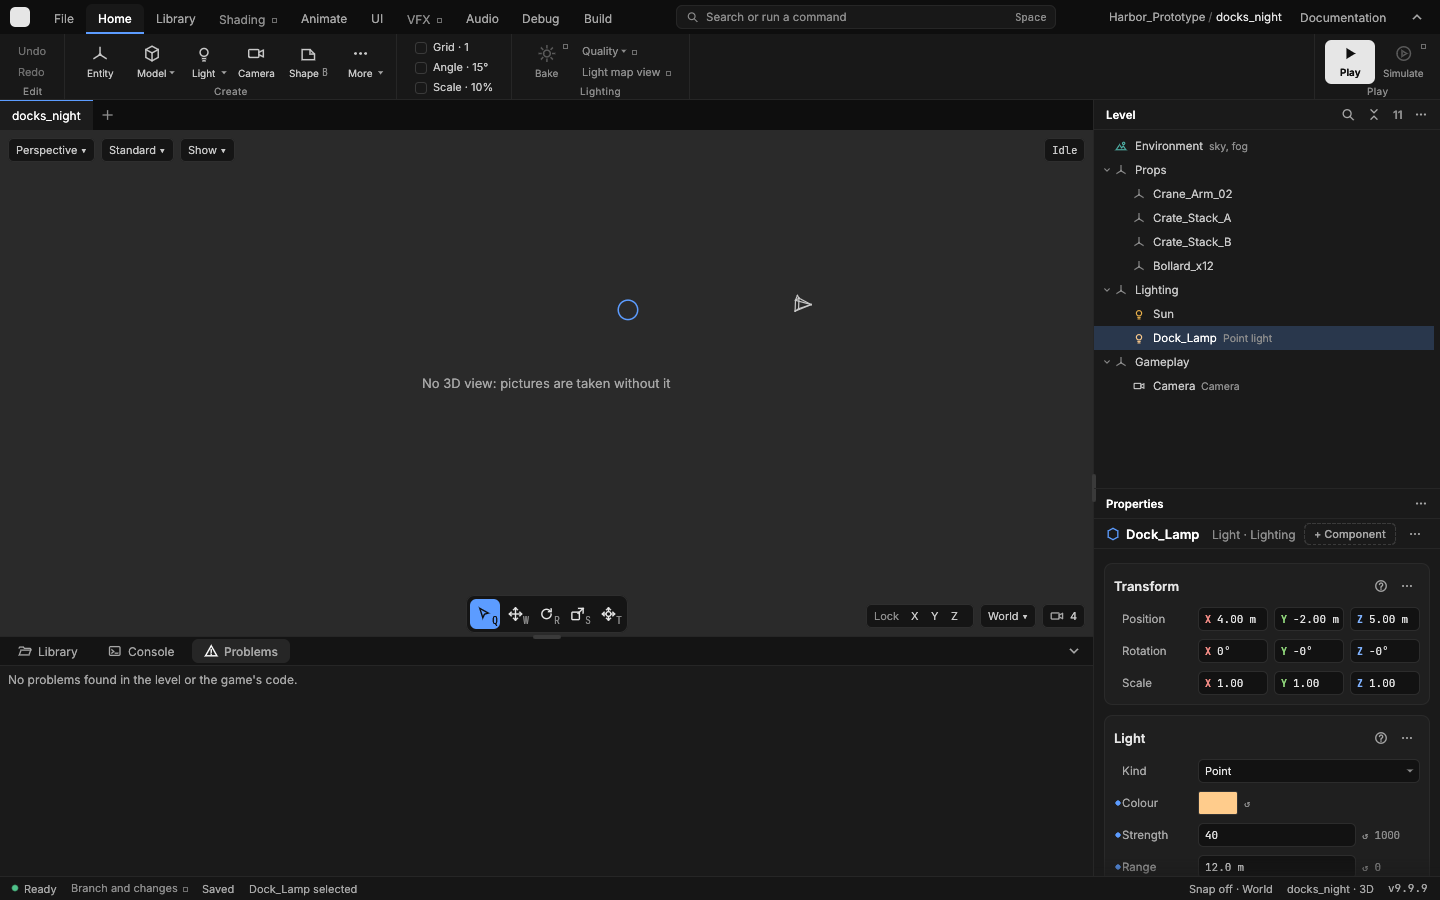 File Home Library Shading Animate UI VFX Audio Debug Build Search or run a command Space Harbor_Prototype / docks_night Documentation
Undo
Redo
Edit
Entity Model Light Camera Shape B More
Create
Grid · 1
Angle · 15°
Scale · 10%
Bake
Quality
Light map view
Lighting
Play Simulate
Play
docks_night
Perspective Standard Show Idle
No 3D view: pictures are taken without it
Q W R S T
Lock X Y Z World 4
Level 11
Environment sky, fog
Props
Crane_Arm_02
Crate_Stack_A
Crate_Stack_B
Bollard_x12
Lighting
Sun
Dock_Lamp Point light
Gameplay
Camera Camera
Properties
Dock_Lamp Light · Lighting + Component
Transform
Position X 4.00 m Y -2.00 m Z 5.00 m
Rotation X 0° Y -0° Z -0°
Scale X 1.00 Y 1.00 Z 1.00
Light
Kind Point
Colour
Strength 40 1000
Range 12.0 m 0
Library Console Problems
No problems found in the level or the game's code.
Ready Branch and changes Saved Dock_Lamp selected Snap off · World docks_night · 3D v9.9.9